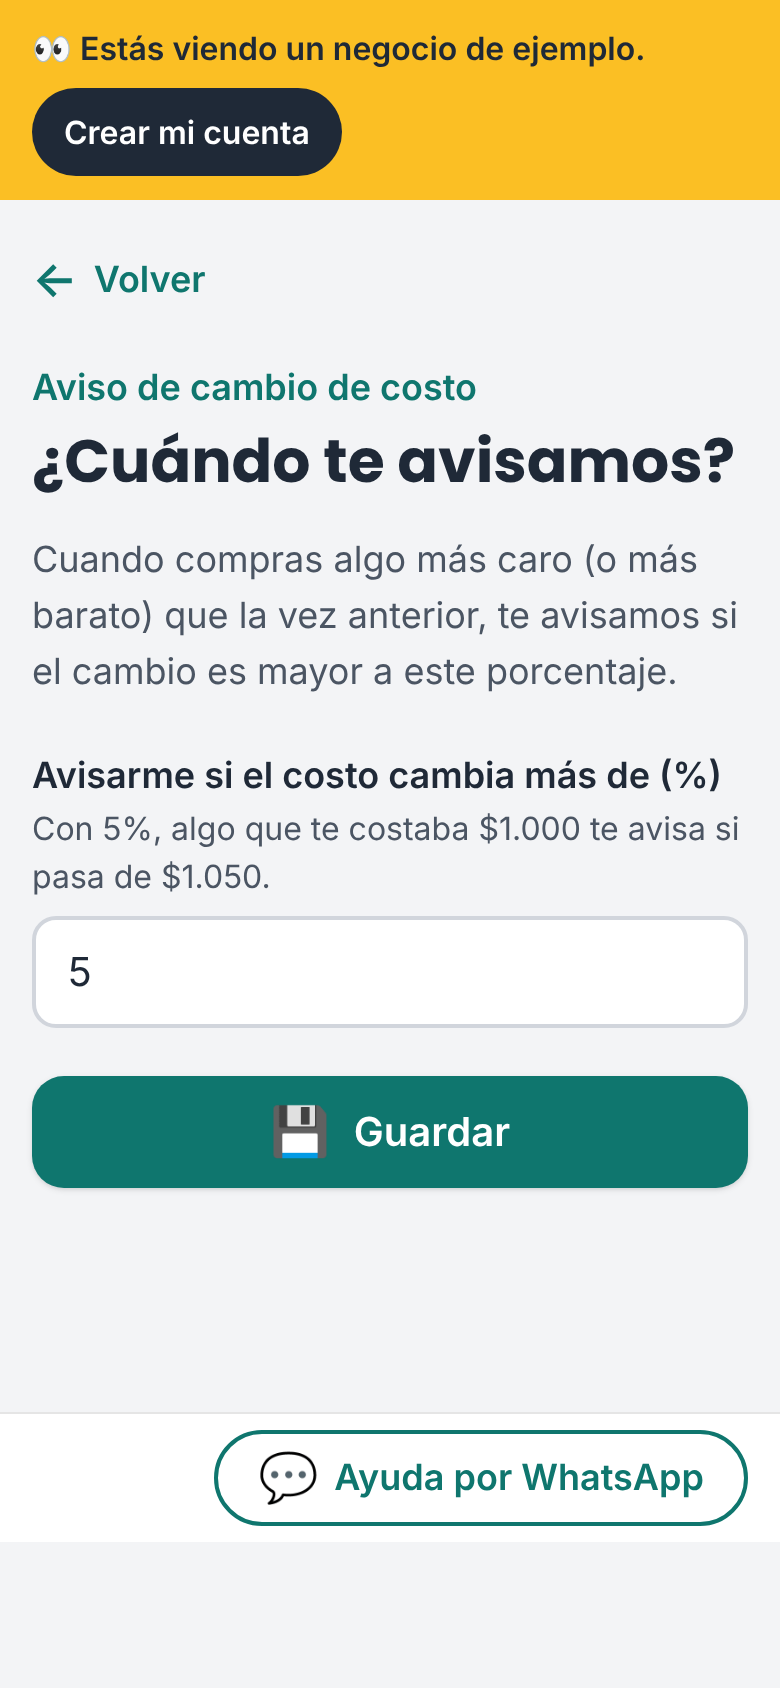 👀 Estás viendo un negocio de ejemplo.
Crear mi cuenta
← Volver
Aviso de cambio de costo
¿Cuándo te avisamos?
Cuando compras algo más caro (o más
barato) que la vez anterior, te avisamos si
el cambio es mayor a este porcentaje.
Avisarme si el costo cambia más de (%)
Con 5%, algo que te costaba $1.000 te avisa si
pasa de $1.050.
5
💾 Guardar
💬 Ayuda por WhatsApp